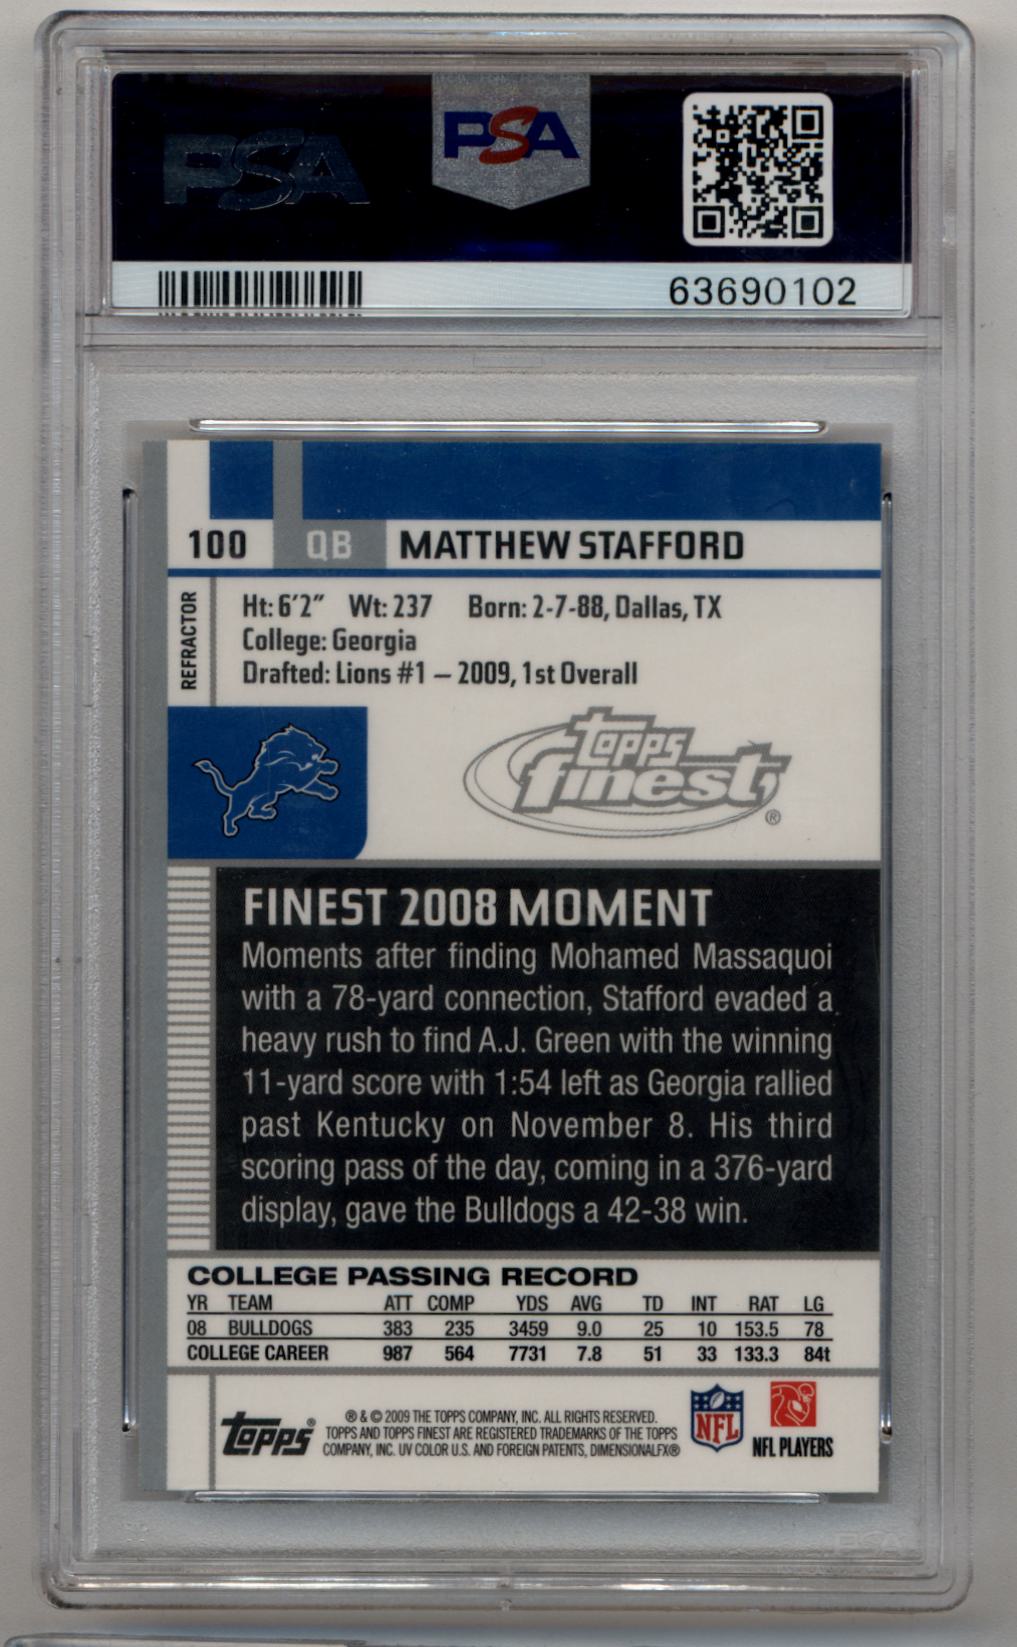 PSA
PSA
63690102
100 QB MATTHEW STAFFORD
REFRACTOR
Ht: 6'2" Wt: 237 Born: 2-7-88, Dallas, TX
College: Georgia
Drafted: Lions #1 – 2009, 1st Overall
topps
finest®
FINEST 2008 MOMENT
Moments after finding Mohamed Massaquoi
with a 78-yard connection, Stafford evaded a
heavy rush to find A.J. Green with the winning
11-yard score with 1:54 left as Georgia rallied
past Kentucky on November 8. His third
scoring pass of the day, coming in a 376-yard
display, gave the Bulldogs a 42-38 win.
COLLEGE PASSING RECORD
YR TEAM ATT COMP YDS AVG TD INT RAT LG
08 BULLDOGS 383 235 3459 9.0 25 10 153.5 78
COLLEGE CAREER 987 564 7731 7.8 51 33 133.3 84t
topps®
® & © 2009 THE TOPPS COMPANY, INC. ALL RIGHTS RESERVED.
TOPPS AND TOPPS FINEST ARE REGISTERED TRADEMARKS OF THE TOPPS
COMPANY, INC. UV COLOR U.S. AND FOREIGN PATENTS, DIMENSIONALFX®
NFL
NFL PLAYERS
PSA